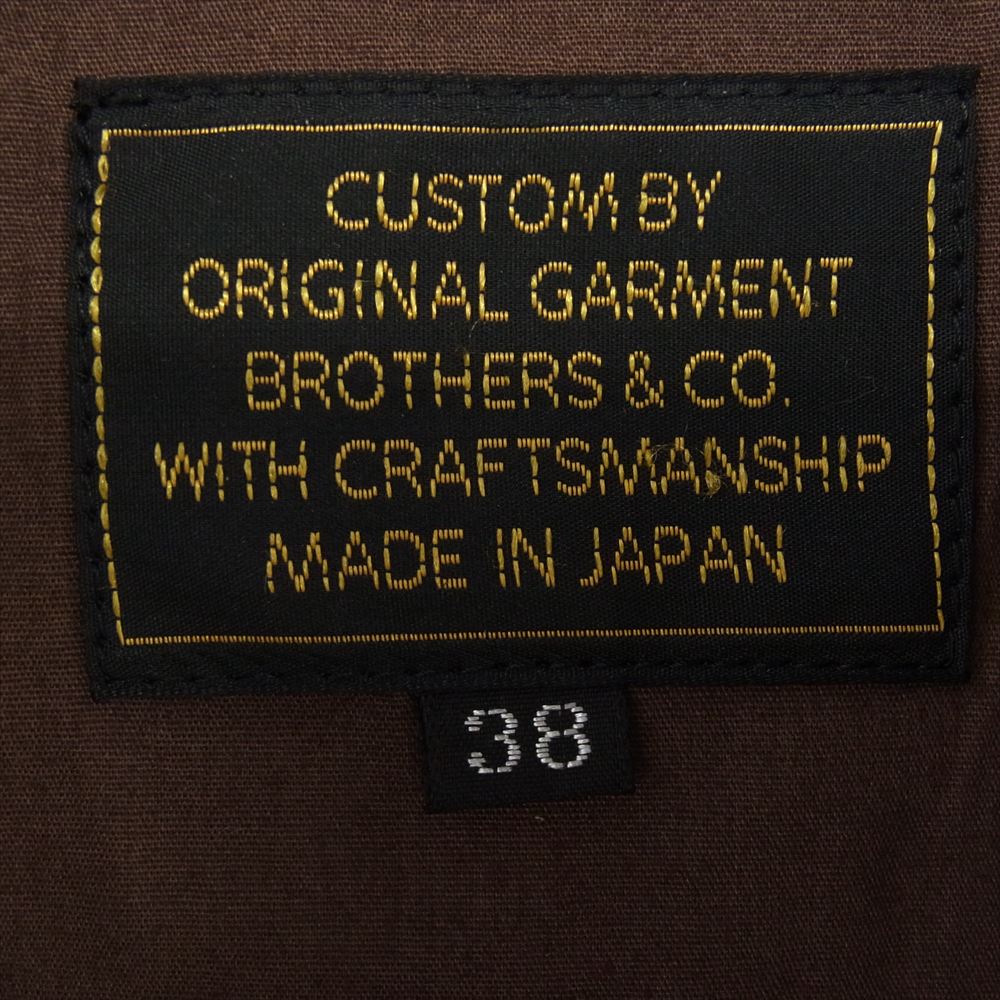 CUSTOM BY
ORIGINAL GARMENT
BROTHERS & CO.
WITH CRAFTSMANSHIP
MADE IN JAPAN
38